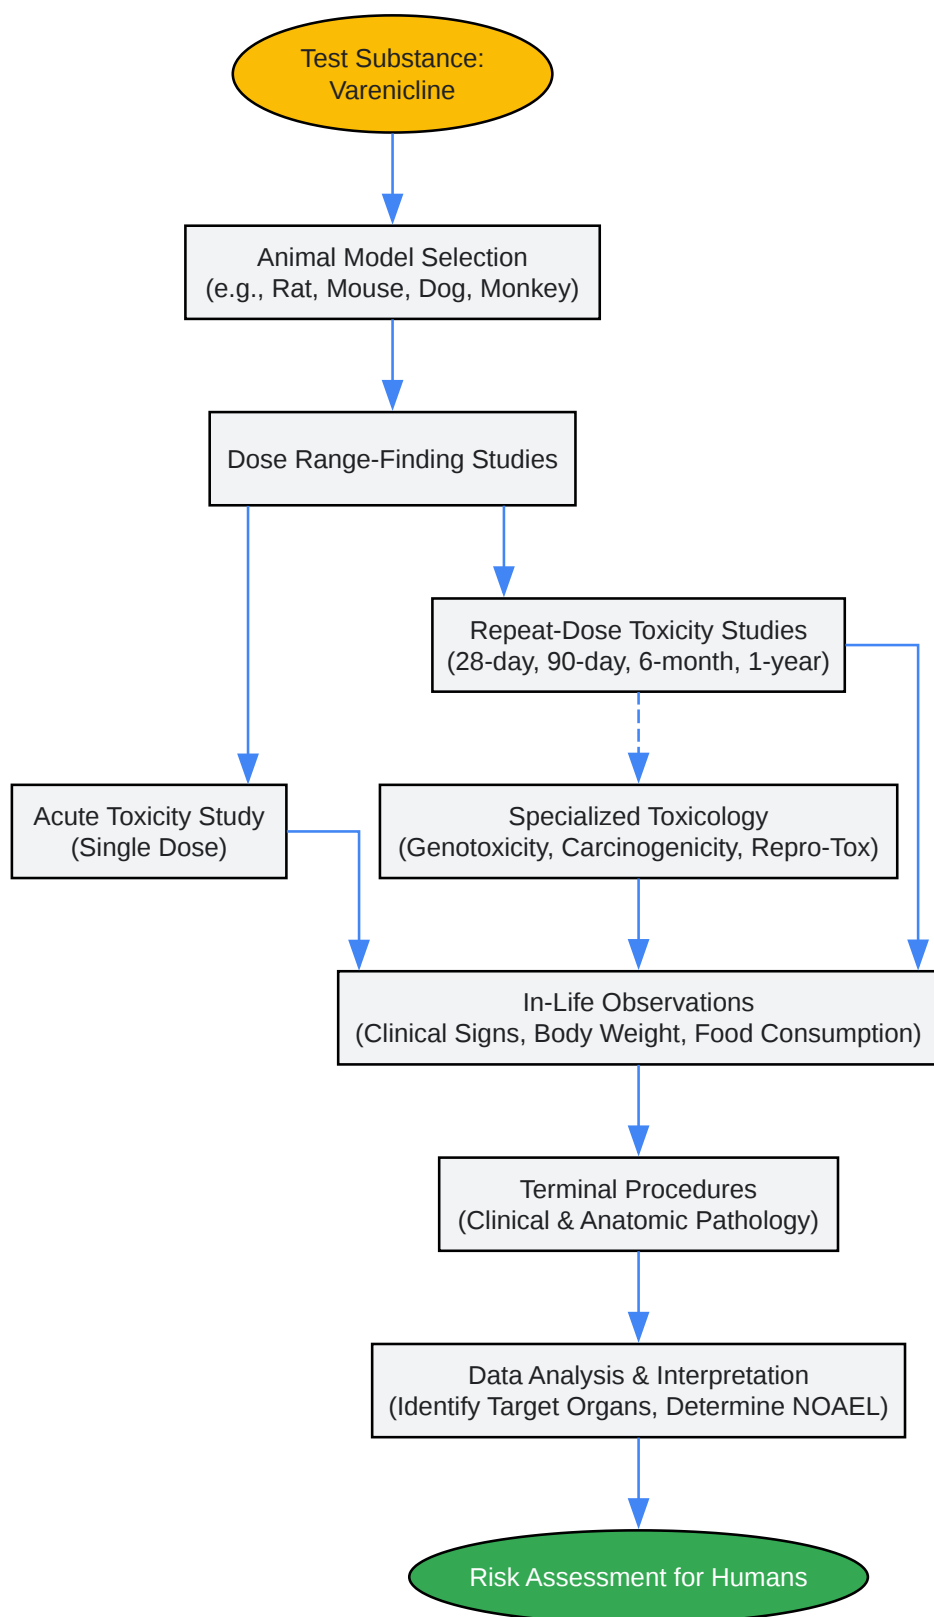 Test Substance:
Varenicline
Animal Model Selection
(e.g., Rat, Mouse, Dog, Monkey)
Dose Range-Finding Studies
Repeat-Dose Toxicity Studies
(28-day, 90-day, 6-month, 1-year)
Acute Toxicity Study
(Single Dose)
Specialized Toxicology
(Genotoxicity, Carcinogenicity, Repro-Tox)
In-Life Observations
(Clinical Signs, Body Weight, Food Consumption)
Terminal Procedures
(Clinical & Anatomic Pathology)
Data Analysis & Interpretation
(Identify Target Organs, Determine NOAEL)
Risk Assessment for Humans